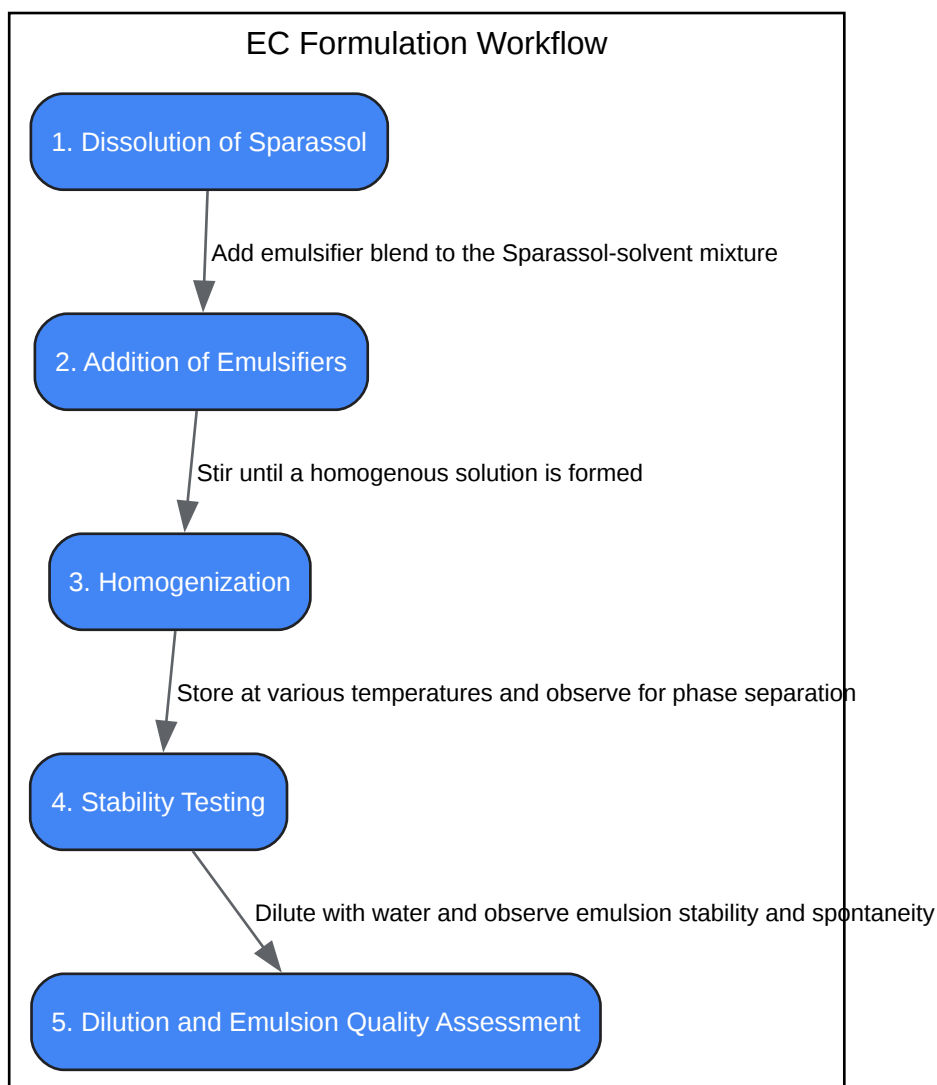 EC Formulation Workflow
1. Dissolution of Sparassol
Add emulsifier blend to the Sparassol-solvent mixture
2. Addition of Emulsifiers
Stir until a homogenous solution is formed
3. Homogenization
Store at various temperatures and observe for phase separation
4. Stability Testing
Dilute with water and observe emulsion stability and spontaneity
5. Dilution and Emulsion Quality Assessment